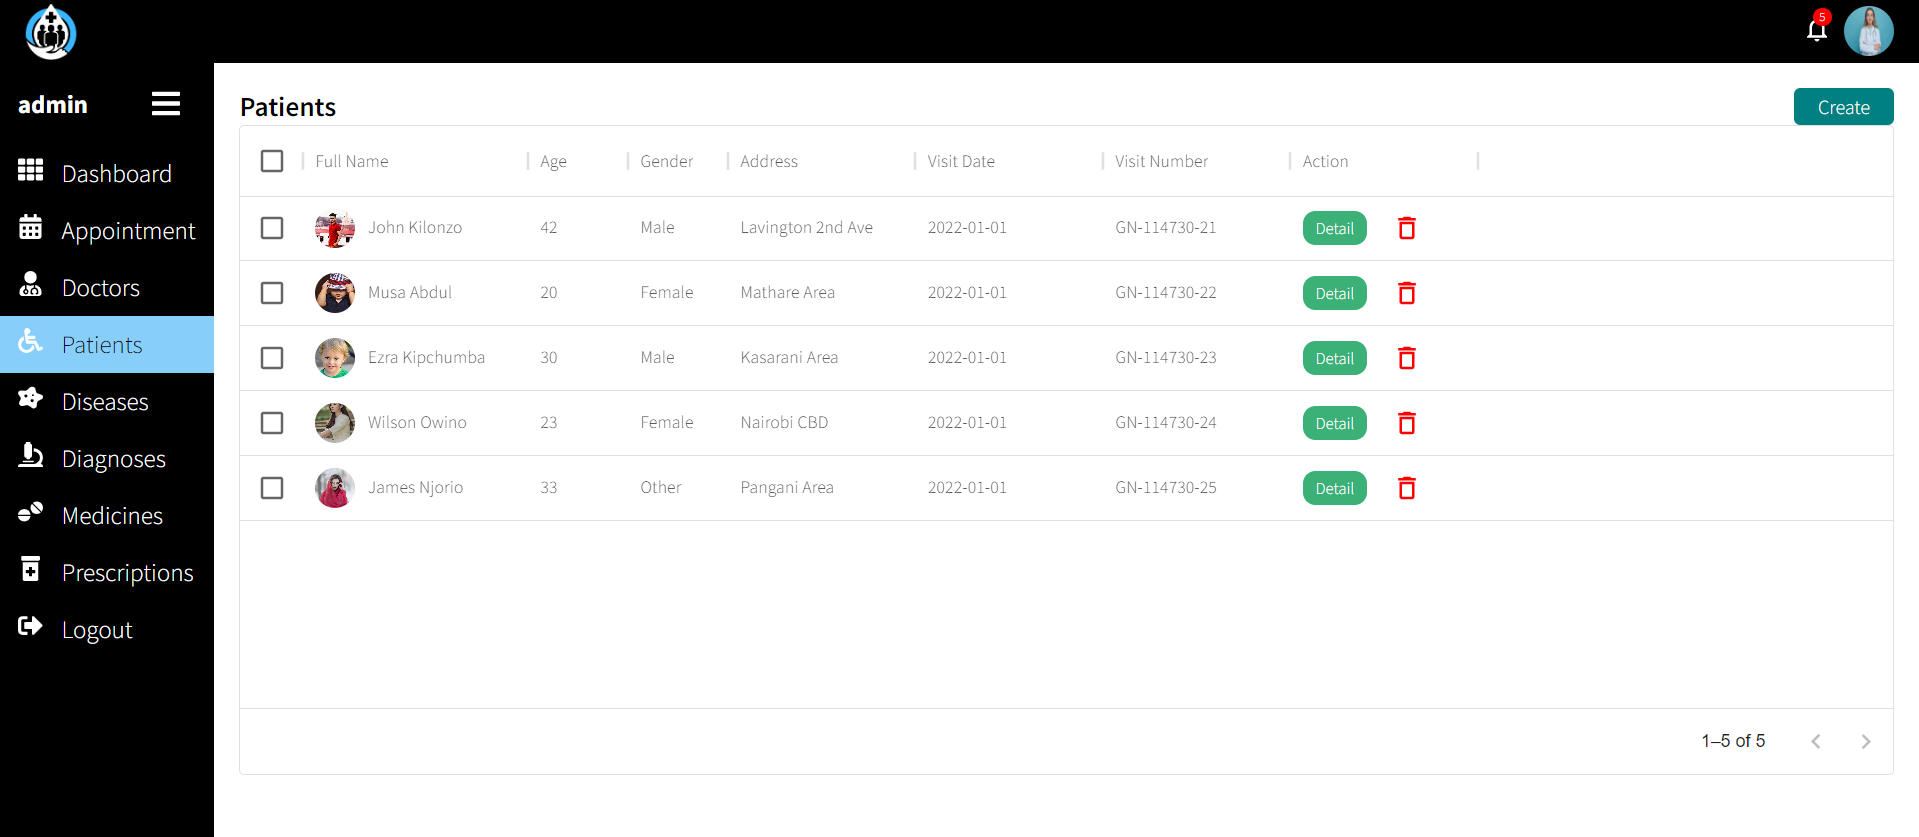 5
admin
Dashboard
Appointment
Doctors
Patients
Diseases
Diagnoses
Medicines
Prescriptions
Logout
Patients
Create
Full Name Age Gender Address Visit Date Visit Number Action
John Kilonzo 42 Male Lavington 2nd Ave 2022-01-01 GN-114730-21 Detail
Musa Abdul 20 Female Mathare Area 2022-01-01 GN-114730-22 Detail
Ezra Kipchumba 30 Male Kasarani Area 2022-01-01 GN-114730-23 Detail
Wilson Owino 23 Female Nairobi CBD 2022-01-01 GN-114730-24 Detail
James Njorio 33 Other Pangani Area 2022-01-01 GN-114730-25 Detail
1–5 of 5